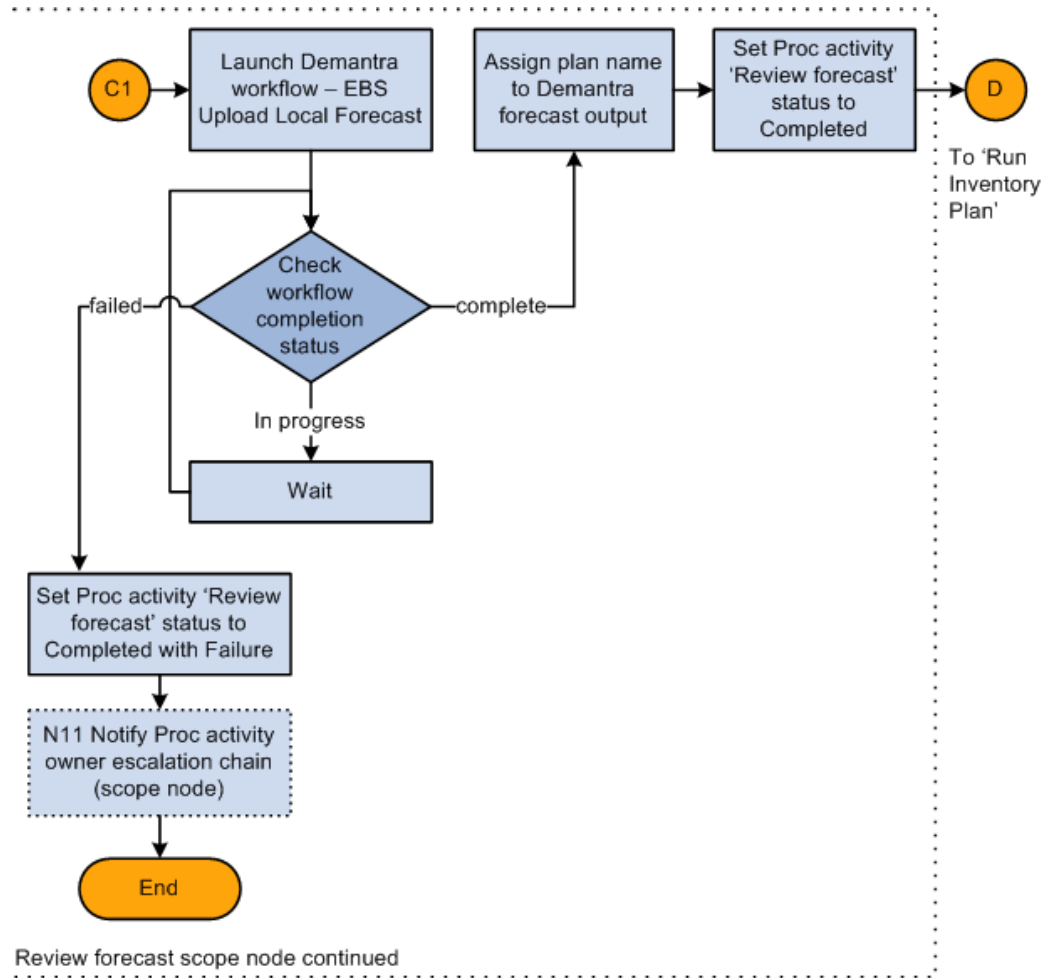 C1
Launch Demantra
workflow – EBS
Upload Local Forecast
Assign plan name
to Demantra
forecast output
Set Proc activity
‘Review forecast’
status to
Completed
D
To ‘Run
Inventory
Plan’
Check
workflow
completion
status
failed
complete
In progress
Wait
Set Proc activity ‘Review
forecast’ status to
Completed with Failure
N11 Notify Proc activity
owner escalation chain
(scope node)
End
Review forecast scope node continued